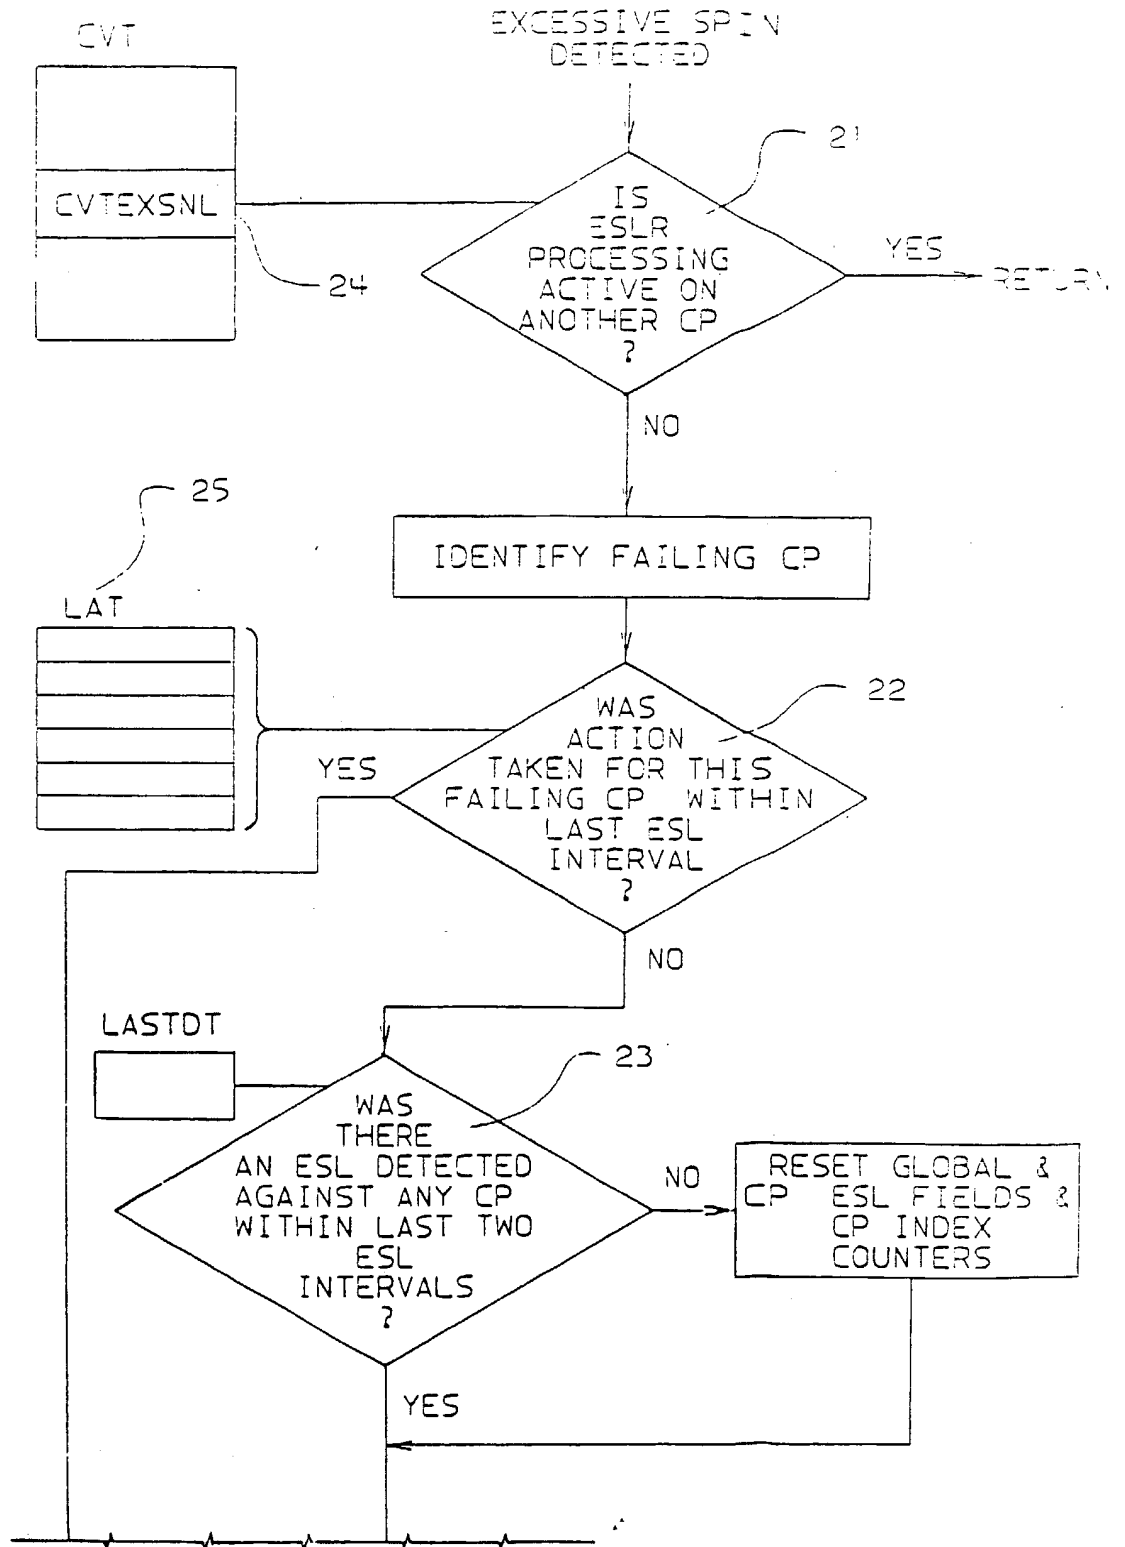 CVT
EXCESSIVE SPIN
DETECTED
21
CVTEXSNL
24
IS
ESLR
PROCESSING
ACTIVE ON
ANOTHER CP
?
YES
RETURN
NO
25
IDENTIFY FAILING CP
LAT
22
WAS
ACTION
TAKEN FOR THIS
FAILING CP WITHIN
LAST ESL
INTERVAL
?
YES
NO
LASTDT
23
WAS
THERE
AN ESL DETECTED
AGAINST ANY CP
WITHIN LAST TWO
ESL
INTERVALS
?
NO
RESET GLOBAL &
CP ESL FIELDS &
CP INDEX
COUNTERS
YES